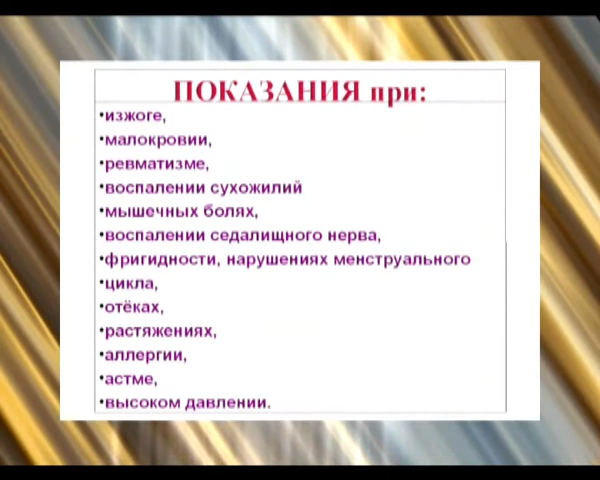 ПОКАЗАНИЯ при:
•изжоге,
•малокровии,
•ревматизме,
•воспалении сухожилий
•мышечных болях,
•воспалении седалищного нерва,
•фригидности, нарушениях менструального
•цикла,
•отёках,
•растяжениях,
•аллергии,
•астме,
•высоком давлении.